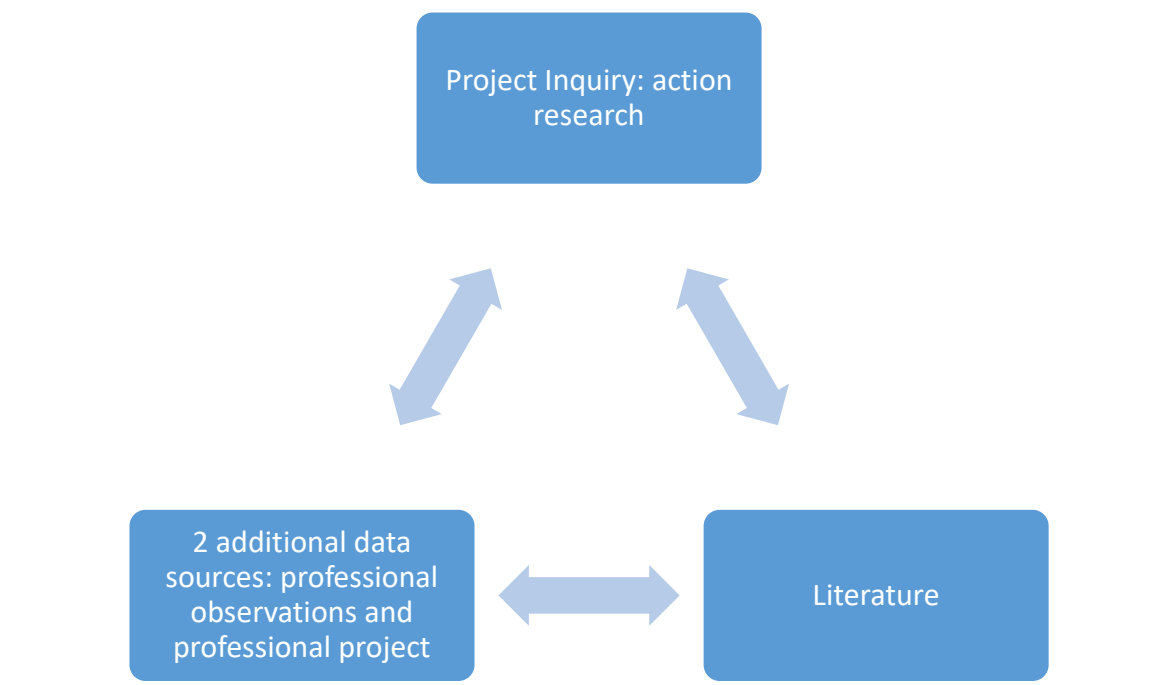 Project Inquiry: action
research
2 additional data
sources: professional
observations and
professional project
Literature